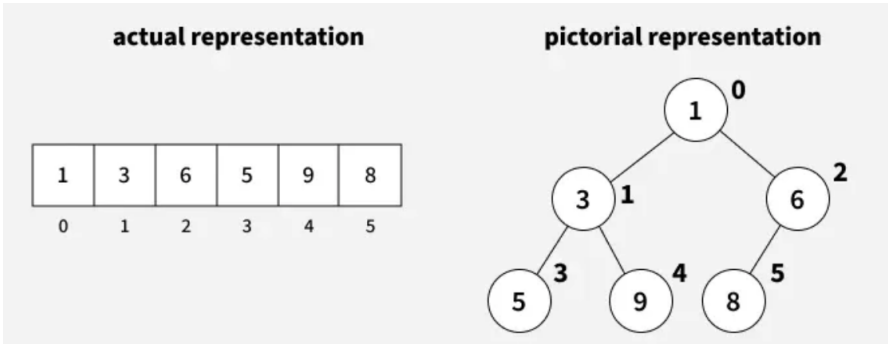 actual representation
1 3 6 5 9 8
0 1 2 3 4 5
pictorial representation
1 0
3 1 6 2
5 3 9 4 8 5